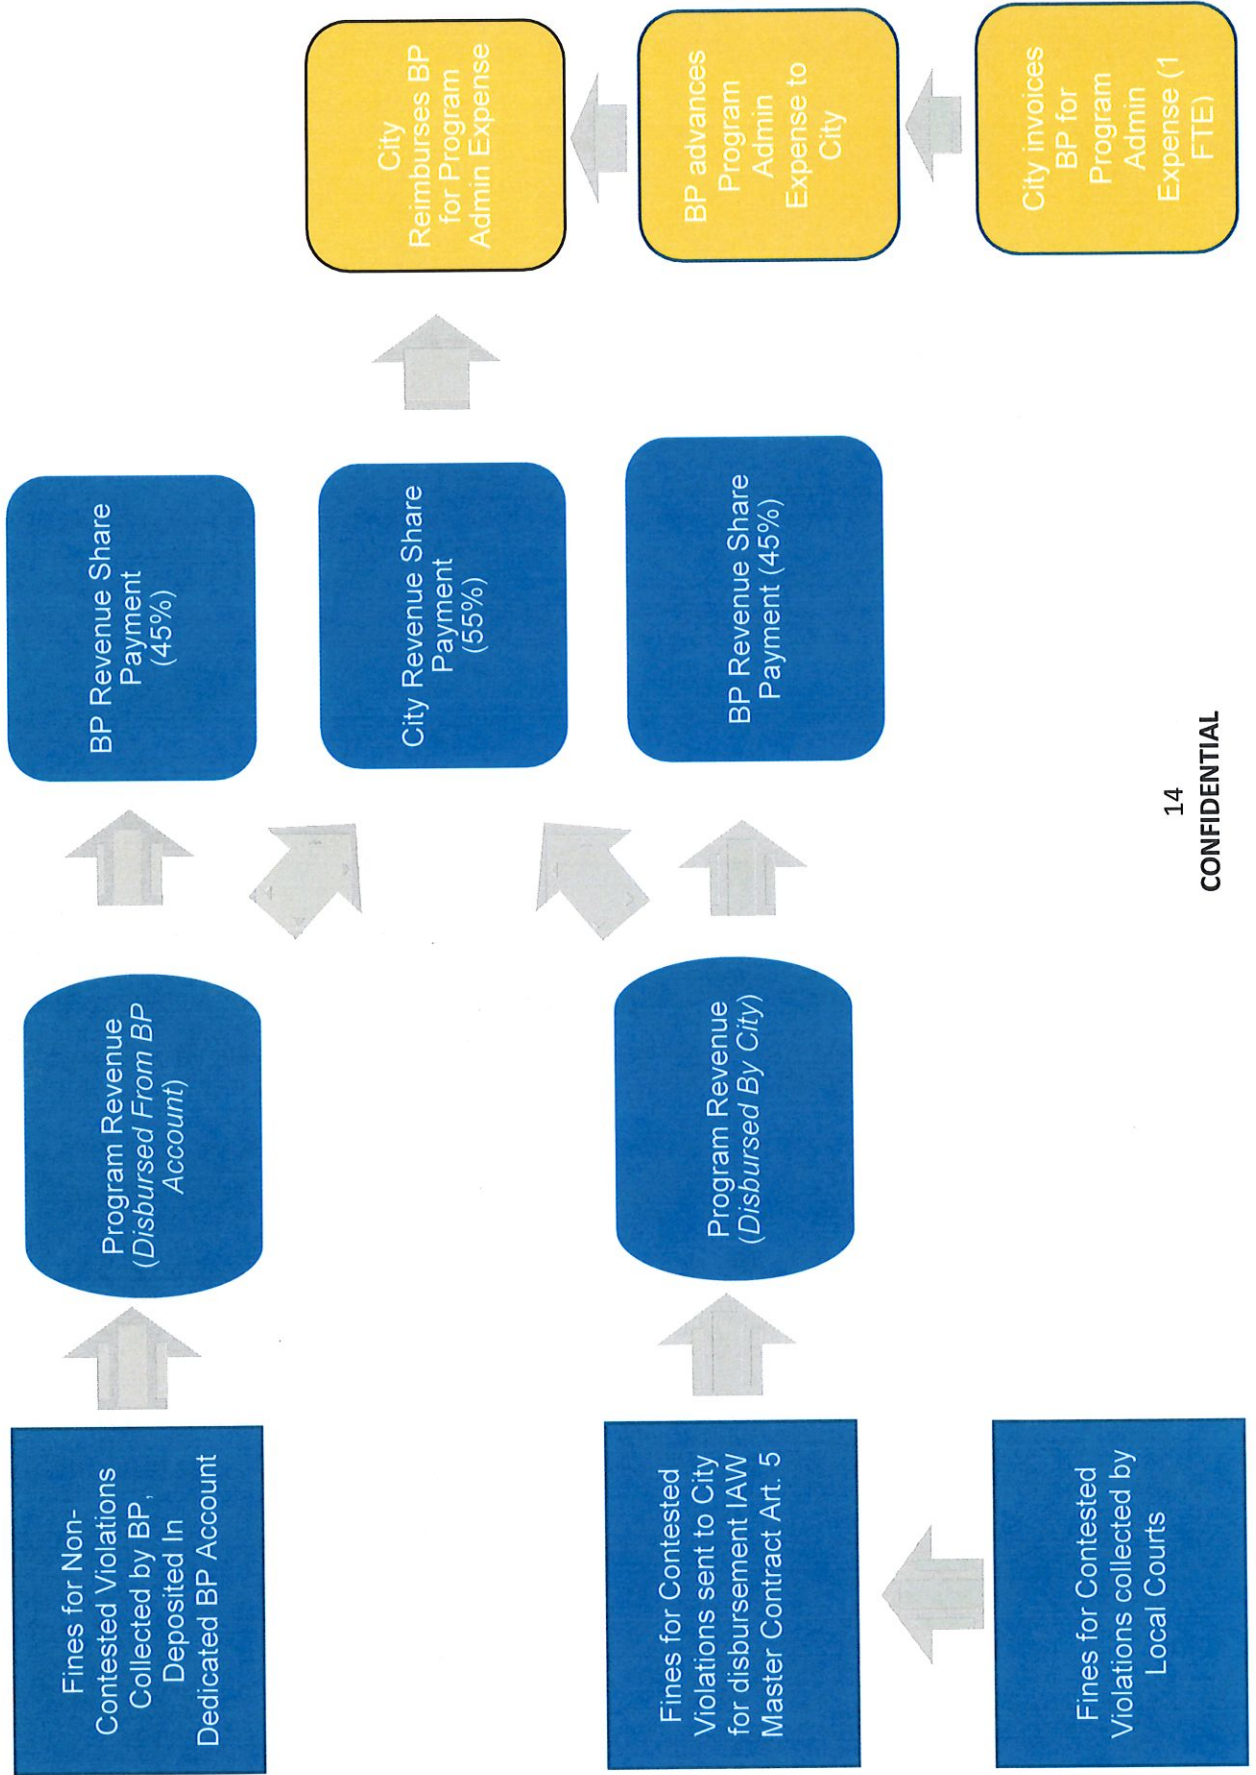 Fines for Non-
Contested Violations
Collected by BP,
Deposited In
Dedicated BP Account
Program Revenue
(Disbursed From BP
Account)
BP Revenue Share
Payment
(45%)
City Revenue Share
Payment
(55%)
City
Reimburses BP
for Program
Admin Expense
Fines for Contested
Violations sent to City
for disbursement IAW
Master Contract Art. 5
Program Revenue
(Disbursed By City)
BP Revenue Share
Payment (45%)
BP advances
Program
Admin
Expense to
City
Fines for Contested
Violations collected by
Local Courts
City invoices
BP for
Program
Admin
Expense (1
FTE)
14
CONFIDENTIAL